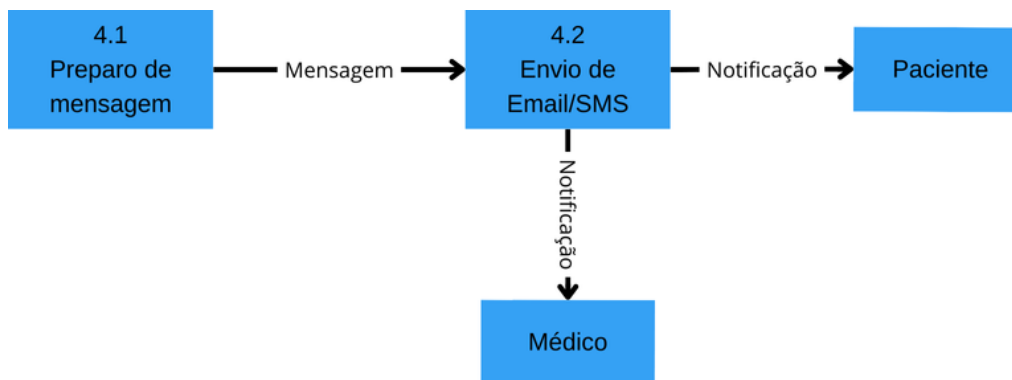 4.1
Preparo de
mensagem
Mensagem
4.2
Envio de
Email/SMS
Notificação
Paciente
Notificação
Médico